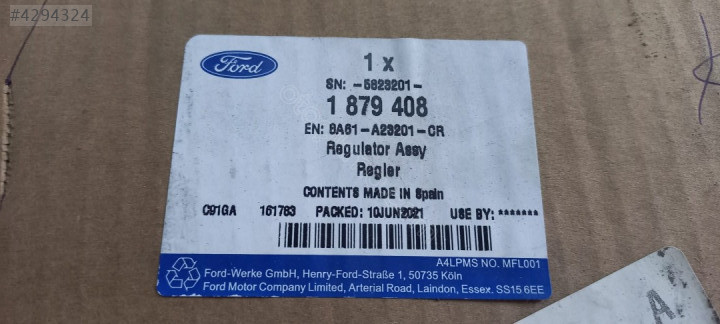 #4294324
Ford
1 x
SN: -5823201-
1 879 408
EN: 8A61-A23201-CR
Regulator Assy
Regler
CONTENTS MADE IN Spain
C91GA 161783 PACKED: 10JUN2021 USE BY: *******
A4LPMS NO. MFL001
Ford-Werke GmbH, Henry-Ford-Straße 1, 50735 Köln
Ford Motor Company Limited, Arterial Road, Laindon, Essex. SS15 6EE
A